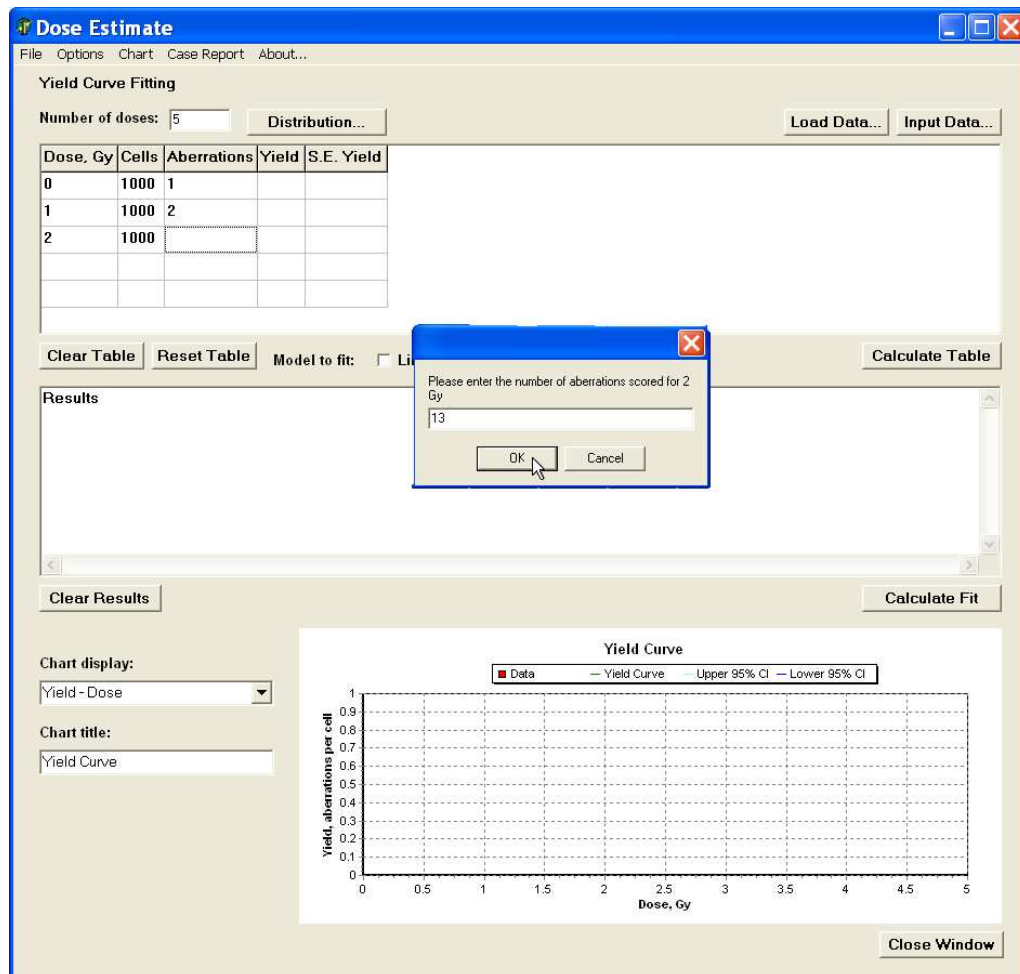 Dose Estimate
File Options Chart Case Report About...
Yield Curve Fitting
Number of doses: 5 Distribution... Load Data... Input Data...
Dose, Gy Cells Aberrations Yield S.E. Yield
0 1000 1
1 1000 2
2 1000
Clear Table Reset Table Model to fit: Calculate Table
Please enter the number of aberrations scored for 2
Gy
13
OK Cancel
Results
Clear Results Calculate Fit
Chart display:
Yield - Dose
Chart title:
Yield Curve
Yield Curve
Data Yield Curve Upper 95% CI Lower 95% CI
Yield, aberrations per cell
1
0.9
0.8
0.7
0.6
0.5
0.4
0.3
0.2
0.1
0
0 0.5 1 1.5 2 2.5 3 3.5 4 4.5 5
Dose, Gy
Close Window